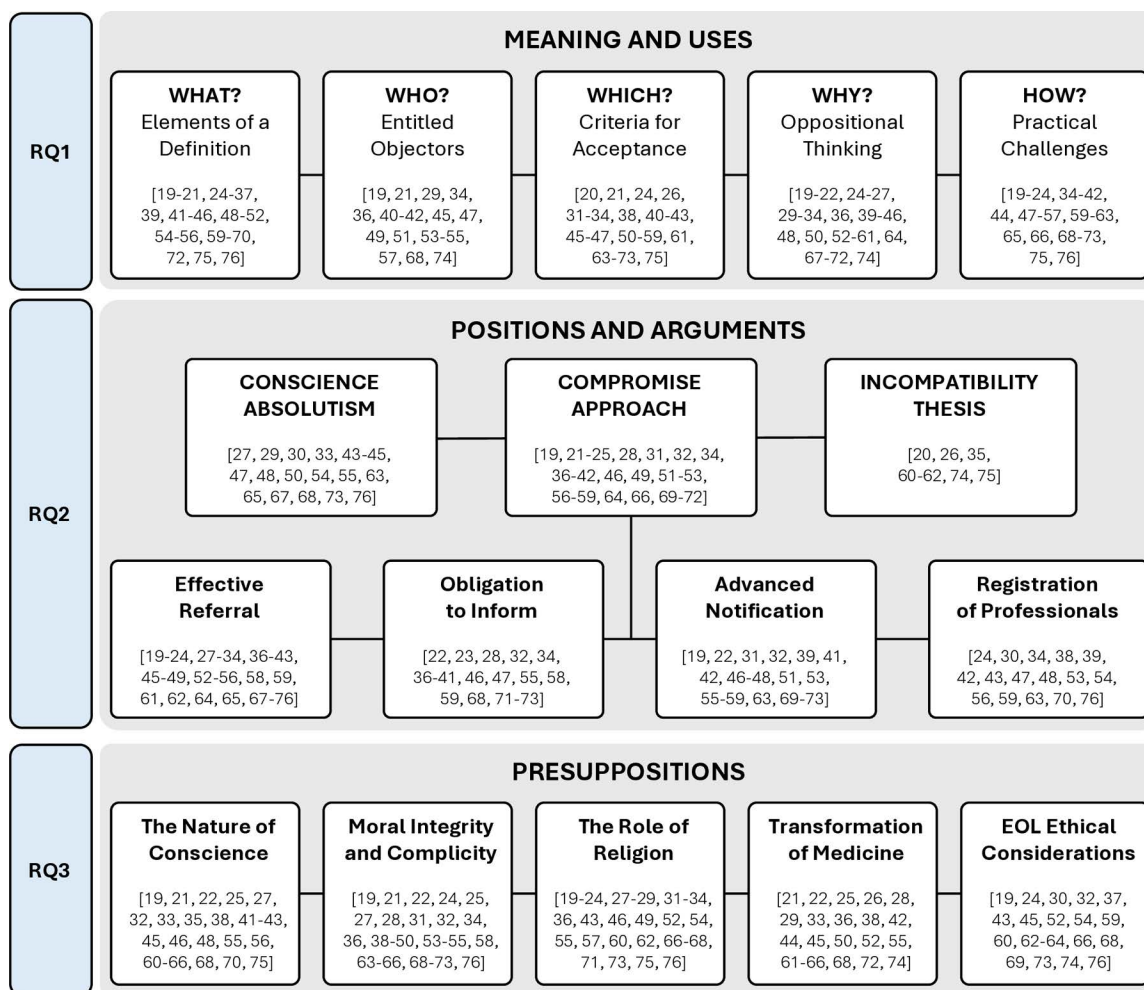 RQ1
MEANING AND USES
WHAT?
Elements of a
Definition
[19-21, 24-37,
39, 41-46, 48-52,
54-56, 59-70,
72, 75, 76]
WHO?
Entitled
Objectors
[19, 21, 29, 34,
36, 40-42, 45, 47,
49, 51, 53-55,
57, 68, 74]
WHICH?
Criteria for
Acceptance
[20, 21, 24, 26,
31-34, 38, 40-43,
45-47, 50-59, 61,
63-73, 75]
WHY?
Oppositional
Thinking
[19-22, 24-27,
29-34, 36, 39-46,
48, 50, 52-61, 64,
67-72, 74]
HOW?
Practical
Challenges
[19-24, 34-42,
44, 47-57, 59-63,
65, 66, 68-73,
75, 76]
RQ2
POSITIONS AND ARGUMENTS
CONSCIENCE
ABSOLUTISM
[27, 29, 30, 33, 43-45,
47, 48, 50, 54, 55, 63,
65, 67, 68, 73, 76]
COMPROMISE
APPROACH
[19, 21-25, 28, 31, 32, 34,
36-42, 46, 49, 51-53,
56-59, 64, 66, 69-72]
INCOMPATIBILITY
THESIS
[20, 26, 35,
60-62, 74, 75]
Effective
Referral
[19-24, 27-34, 36-43,
45-49, 52-56, 58, 59,
61, 62, 64, 65, 67-76]
Obligation
to Inform
[22, 23, 28, 32, 34,
36-41, 46, 47, 55, 58,
59, 68, 71-73]
Advanced
Notification
[19, 22, 31, 32, 39, 41,
42, 46-48, 51, 53,
55-59, 63, 69-73]
Registration
of Professionals
[24, 30, 34, 38, 39,
42, 43, 47, 48, 53, 54,
56, 59, 63, 70, 76]
RQ3
PRESUPPOSITIONS
The Nature of
Conscience
[19, 21, 22, 25, 27,
32, 33, 35, 38, 41-43,
45, 46, 48, 55, 56,
60-66, 68, 70, 75]
Moral Integrity
and Complicity
[19, 21, 22, 24, 25,
27, 28, 31, 32, 34,
36, 38-50, 53-55, 58,
63-66, 68-73, 76]
The Role of
Religion
[19-24, 27-29, 31-34,
36, 43, 46, 49, 52, 54,
55, 57, 60, 62, 66-68,
71, 73, 75, 76]
Transformation
of Medicine
[21, 22, 25, 26, 28,
29, 33, 36, 38, 42,
44, 45, 50, 52, 55,
61-66, 68, 72, 74]
EOL Ethical
Considerations
[19, 24, 30, 32, 37,
43, 45, 52, 54, 59,
60, 62-64, 66, 68,
69, 73, 74, 76]